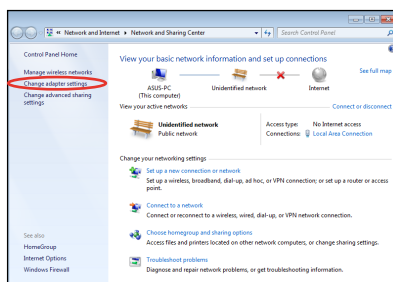 « Network and Internet ▸ Network and Sharing Center
Search Control Panel
Control Panel Home
Manage wireless networks
Change adapter settings
Change advanced sharing
settings
See also
HomeGroup
Internet Options
Windows Firewall
View your basic network information and set up connections
See full map
ASUS-PC
(This computer)
Unidentified network
Internet
View your active networks
Connect or disconnect
Unidentified network
Public network
Access type: No Internet access
Connections: Local Area Connection
Change your networking settings
Set up a new connection or network
Set up a wireless, broadband, dial-up, ad hoc, or VPN connection; or set up a router or access
point.
Connect to a network
Connect or reconnect to a wireless, wired, dial-up, or VPN network connection.
Choose homegroup and sharing options
Access files and printers located on other network computers, or change sharing settings.
Troubleshoot problems
Diagnose and repair network problems, or get troubleshooting information.